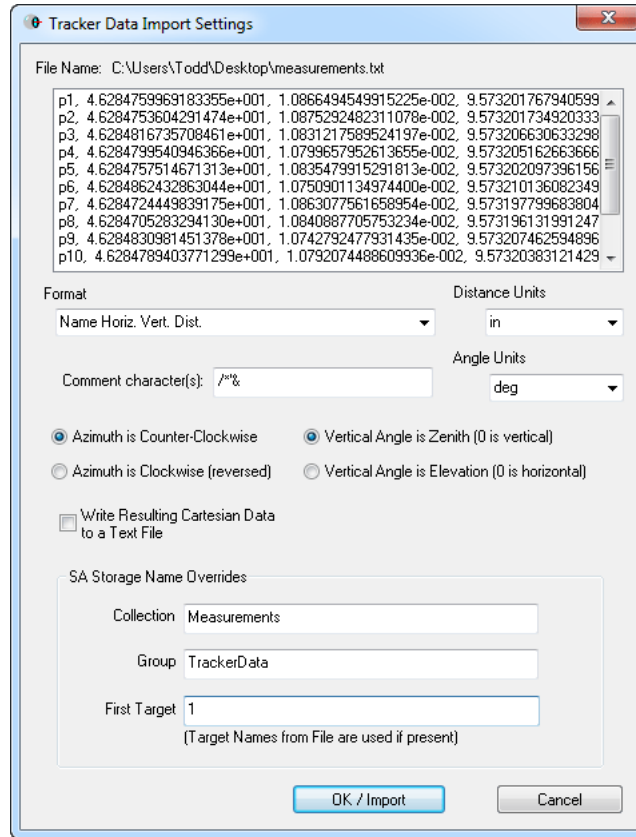 Tracker Data Import Settings
File Name: C:\Users\Todd\Desktop\measurements.txt
p1, 4.6284759969183355e+001, 1.0866494549915225e-002, 9.573201767940599
p2, 4.6284753604291474e+001, 1.0875292482311078e-002, 9.573201734920333
p3, 4.6284816735708461e+001, 1.0831217589524197e-002, 9.573206630633298
p4, 4.6284799540946366e+001, 1.0799657952613655e-002, 9.573205162663666
p5, 4.6284757514671313e+001, 1.0835479915291813e-002, 9.573202097396156
p6, 4.6284862432863044e+001, 1.0750901134974400e-002, 9.573210136082349
p7, 4.6284724449839175e+001, 1.0863077561658954e-002, 9.573197799683804
p8, 4.6284705283294130e+001, 1.0840887705753234e-002, 9.573196131991247
p9, 4.6284830981451378e+001, 1.0742792477931435e-002, 9.573207462594896
p10, 4.6284789403771299e+001, 1.0792074488609936e-002, 9.57320383121429
Format
Distance Units
Name Horiz. Vert. Dist.
in
Angle Units
Comment character(s): /*'&
deg
Azimuth is Counter-Clockwise
Vertical Angle is Zenith (0 is vertical)
Azimuth is Clockwise (reversed)
Vertical Angle is Elevation (0 is horizontal)
Write Resulting Cartesian Data
to a Text File
SA Storage Name Overrides
Collection Measurements
Group TrackerData
First Target 1
(Target Names from File are used if present)
OK / Import
Cancel